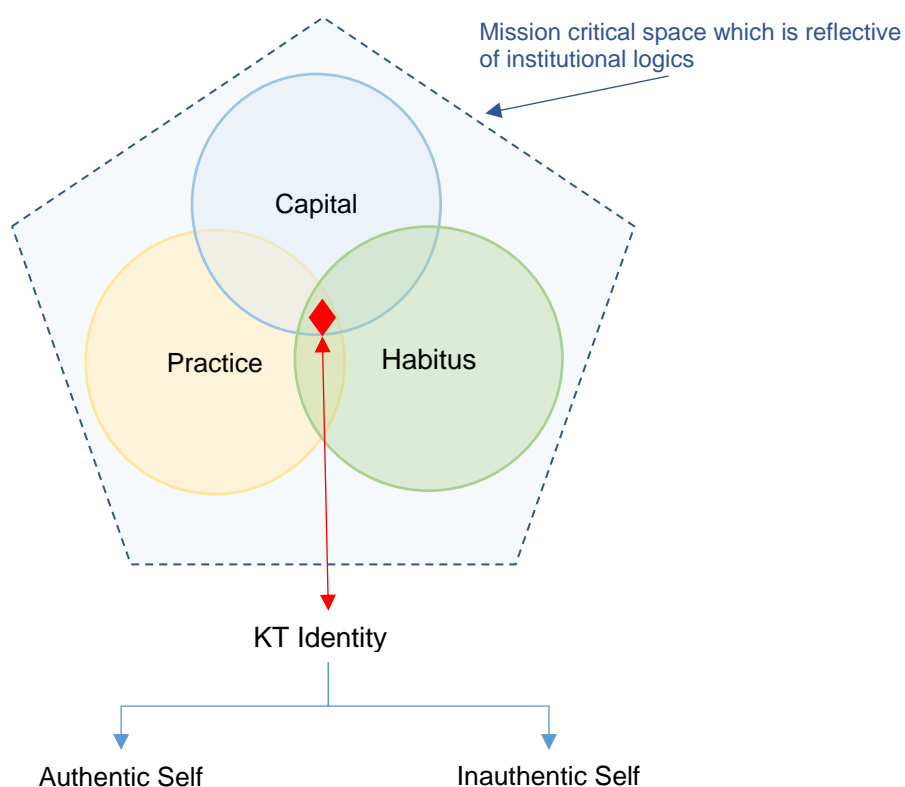 Mission critical space which is reflective
of institutional logics
Capital
Practice
Habitus
KT Identity
Authentic Self
Inauthentic Self